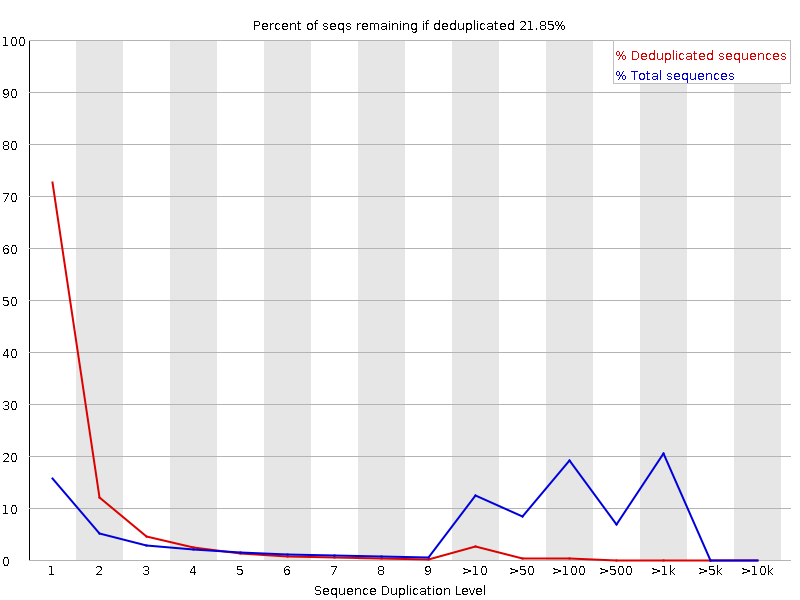 Percent of seqs remaining if deduplicated 21.85%
% Deduplicated sequences
% Total sequences
100
90
80
70
60
50
40
30
20
10
0
1 2 3 4 5 6 7 8 9 >10 >50 >100 >500 >1k >5k >10k
Sequence Duplication Level